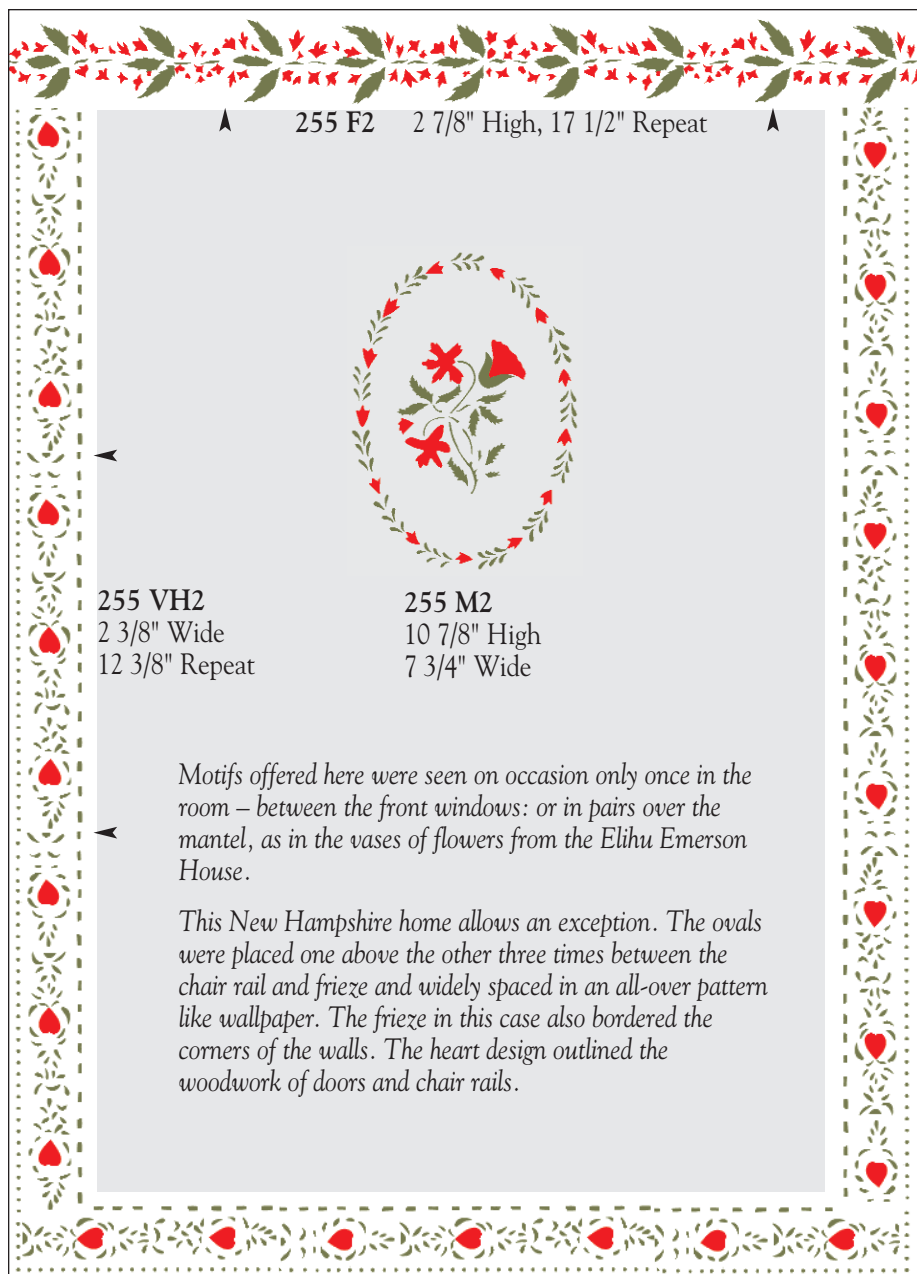 255 F2 2 7/8" High, 17 1/2" Repeat
255 VH2
2 3/8" Wide
12 3/8" Repeat
255 M2
10 7/8" High
7 3/4" Wide
Motifs offered here were seen on occasion only once in the
room – between the front windows: or in pairs over the
mantel, as in the vases of flowers from the Elihu Emerson
House.
This New Hampshire home allows an exception. The ovals
were placed one above the other three times between the
chair rail and frieze and widely spaced in an all-over pattern
like wallpaper. The frieze in this case also bordered the
corners of the walls. The heart design outlined the
woodwork of doors and chair rails.